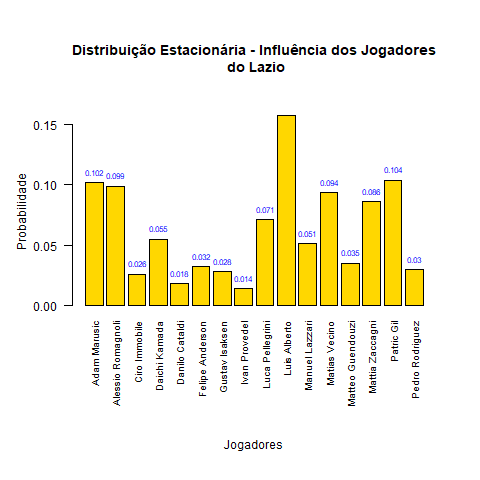 Distribuição Estacionária - Influência dos Jogadores
do Lazio
Probabilidade
0.15
0.10
0.05
0.00
0.102
0.099
0.026
0.055
0.018
0.032
0.028
0.014
0.071
0.051
0.094
0.035
0.086
0.104
0.03
Adam Marusic
Alessio Romagnoli
Ciro Immobile
Daichi Kamada
Danilo Cataldi
Felipe Anderson
Gustav Isaksen
Ivan Provedel
Luca Pellegrini
Luis Alberto
Manuel Lazzari
Matias Vecino
Matteo Guendouzi
Mattia Zaccagni
Patric Gil
Pedro Rodriguez
Jogadores